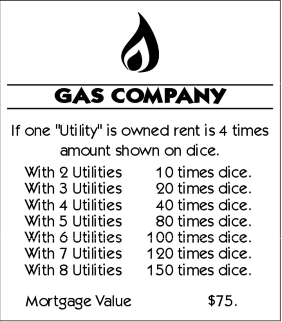 GAS COMPANY
If one "Utility" is owned rent is 4 times
amount shown on dice.
With 2 Utilities 10 times dice.
With 3 Utilities 20 times dice.
With 4 Utilities 40 times dice.
With 5 Utilities 80 times dice.
With 6 Utilities 100 times dice.
With 7 Utilities 120 times dice.
With 8 Utilities 150 times dice.
Mortgage Value $75.